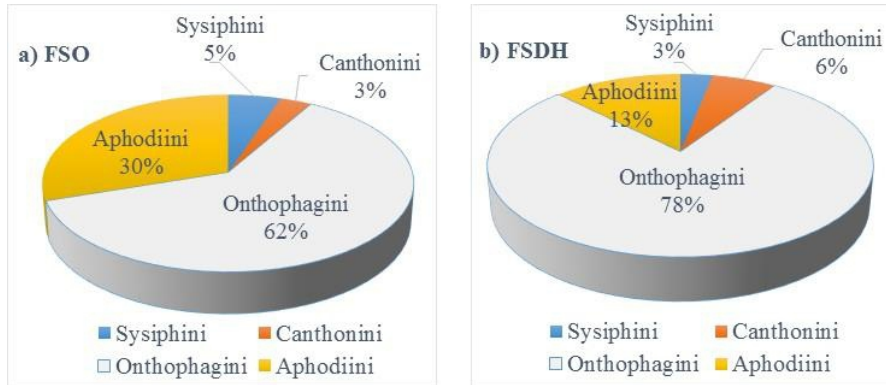 a) FSO
Sysiphini
5%
Canthonini
3%
Aphodiini
30%
Onthophagini
62%
Sysiphini Canthonini
Onthophagini Aphodiini
b) FSDH
Sysiphini
3%
Canthonini
6%
Aphodiini
13%
Onthophagini
78%
Sysiphini Canthonini
Onthophagini Aphodiini